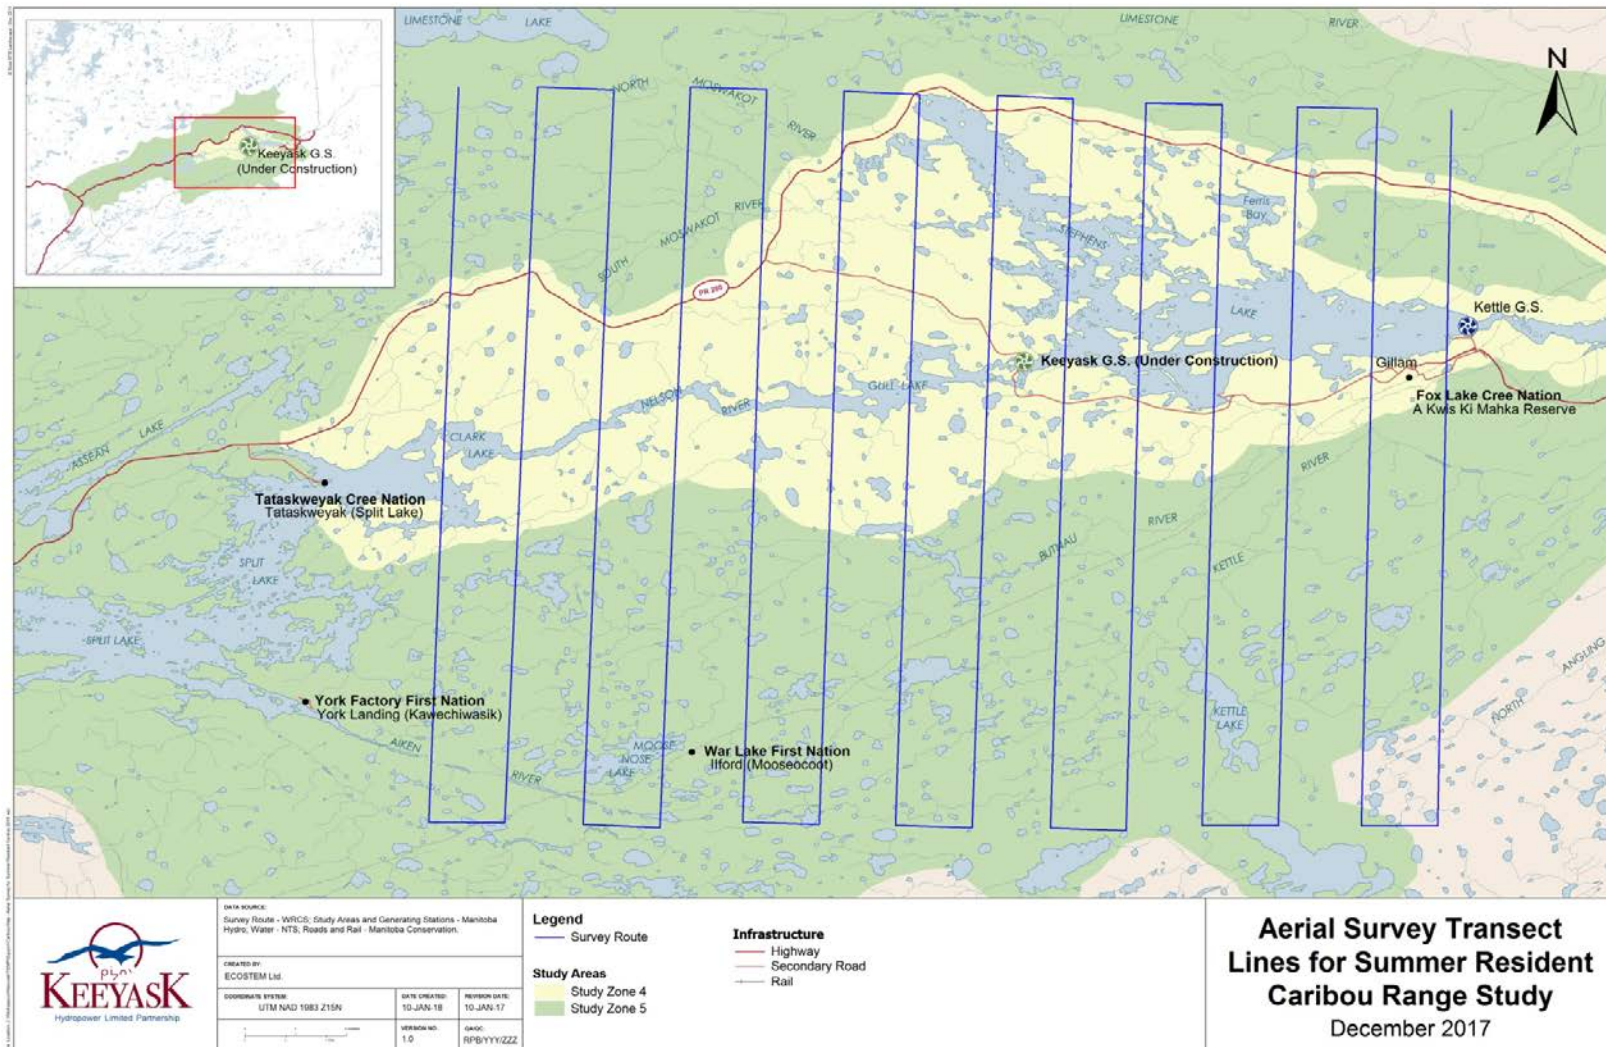 LIMESTONE LAKE
LIMESTONE RIVER
N
Keeyask G.S.
(Under Construction)
NORTH MOSWAKOT RIVER
SOUTH MOSWAKOT RIVER
PR 280
Ferris
Bay
STEPHENS
LAKE
Kettle G.S.
Keeyask G.S. (Under Construction)
Gillam
Fox Lake Cree Nation
A Kwis Ki Mahka Reserve
GULL LAKE
NELSON RIVER
CLARK
LAKE
ASSEAN LAKE
Tataskweyak Cree Nation
Tataskweyak (Split Lake)
RIVER
BUTNAU RIVER
KETTLE
SPLIT
LAKE
SPLIT LAKE
York Factory First Nation
York Landing (Kawechiwasik)
AIKEN RIVER
MOOSE
NOSE
LAKE
War Lake First Nation
Ilford (Mooseocoot)
KETTLE
LAKE
NORTH ANGLING
KEEYASK
Hydropower Limited Partnership
DATA SOURCE:
Survey Route - WRCS; Study Areas and Generating Stations - Manitoba
Hydro; Water - NTS; Roads and Rail - Manitoba Conservation.
CREATED BY:
ECOSTEM Ltd.
COORDINATE SYSTEM:
UTM NAD 1983 Z15N
DATE CREATED:
10-JAN-18
REVISION DATE:
10-JAN-17
VERSION NO:
1.0
QA/QC:
RPB/YYY/ZZZ
Legend
Survey Route
Study Areas
Study Zone 4
Study Zone 5
Infrastructure
Highway
Secondary Road
Rail
Aerial Survey Transect
Lines for Summer Resident
Caribou Range Study
December 2017